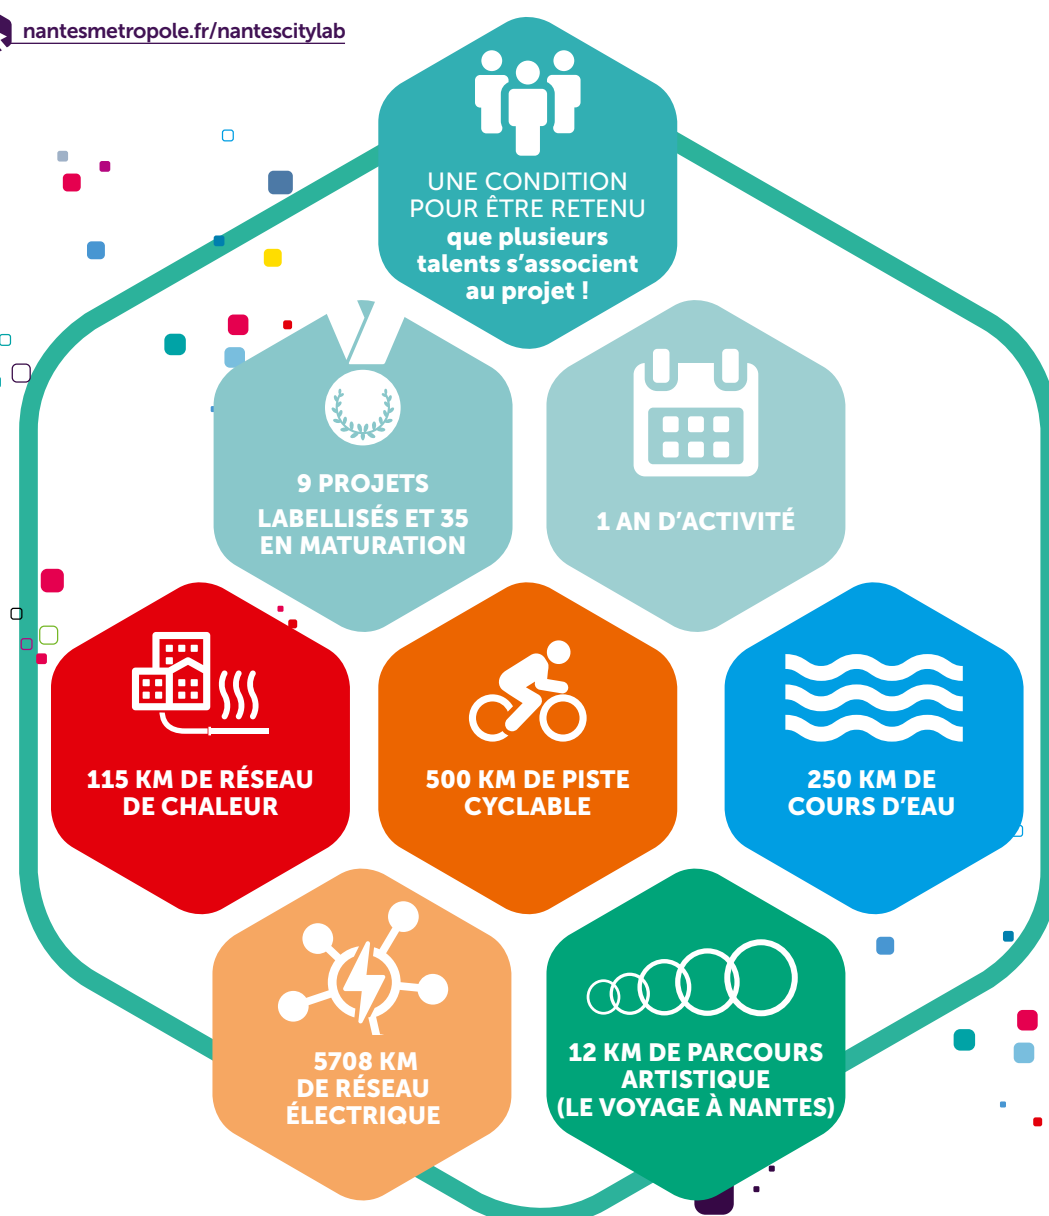 nantesmetropole.fr/nantescitylab
UNE CONDITION
POUR ÊTRE RETENU
que plusieurs
talents s’associent
au projet !
9 PROJETS
LABELLISÉS ET 35
EN MATURATION
1 AN D’ACTIVITÉ
115 KM DE RÉSEAU
DE CHALEUR
500 KM DE PISTE
CYCLABLE
250 KM DE
COURS D’EAU
5708 KM
DE RÉSEAU
ÉLECTRIQUE
12 KM DE PARCOURS
ARTISTIQUE
(LE VOYAGE À NANTES)